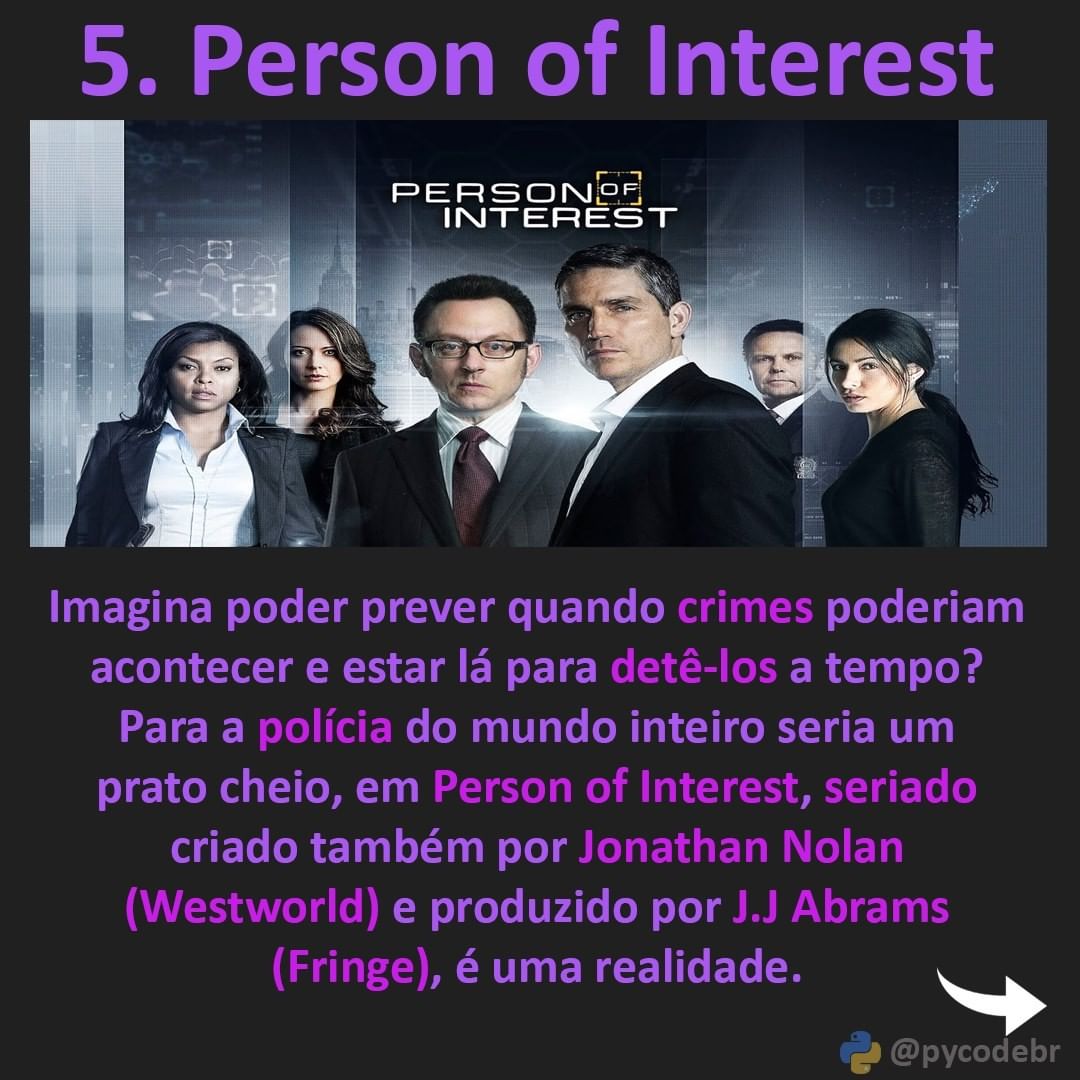 5. Person of Interest
PERSON OF
INTEREST
Imagina poder prever quando crimes poderiam
acontecer e estar lá para detê-los a tempo?
Para a polícia do mundo inteiro seria um
prato cheio, em Person of Interest, seriado
criado também por Jonathan Nolan
(Westworld) e produzido por J.J Abrams
(Fringe), é uma realidade.
@pycodebr